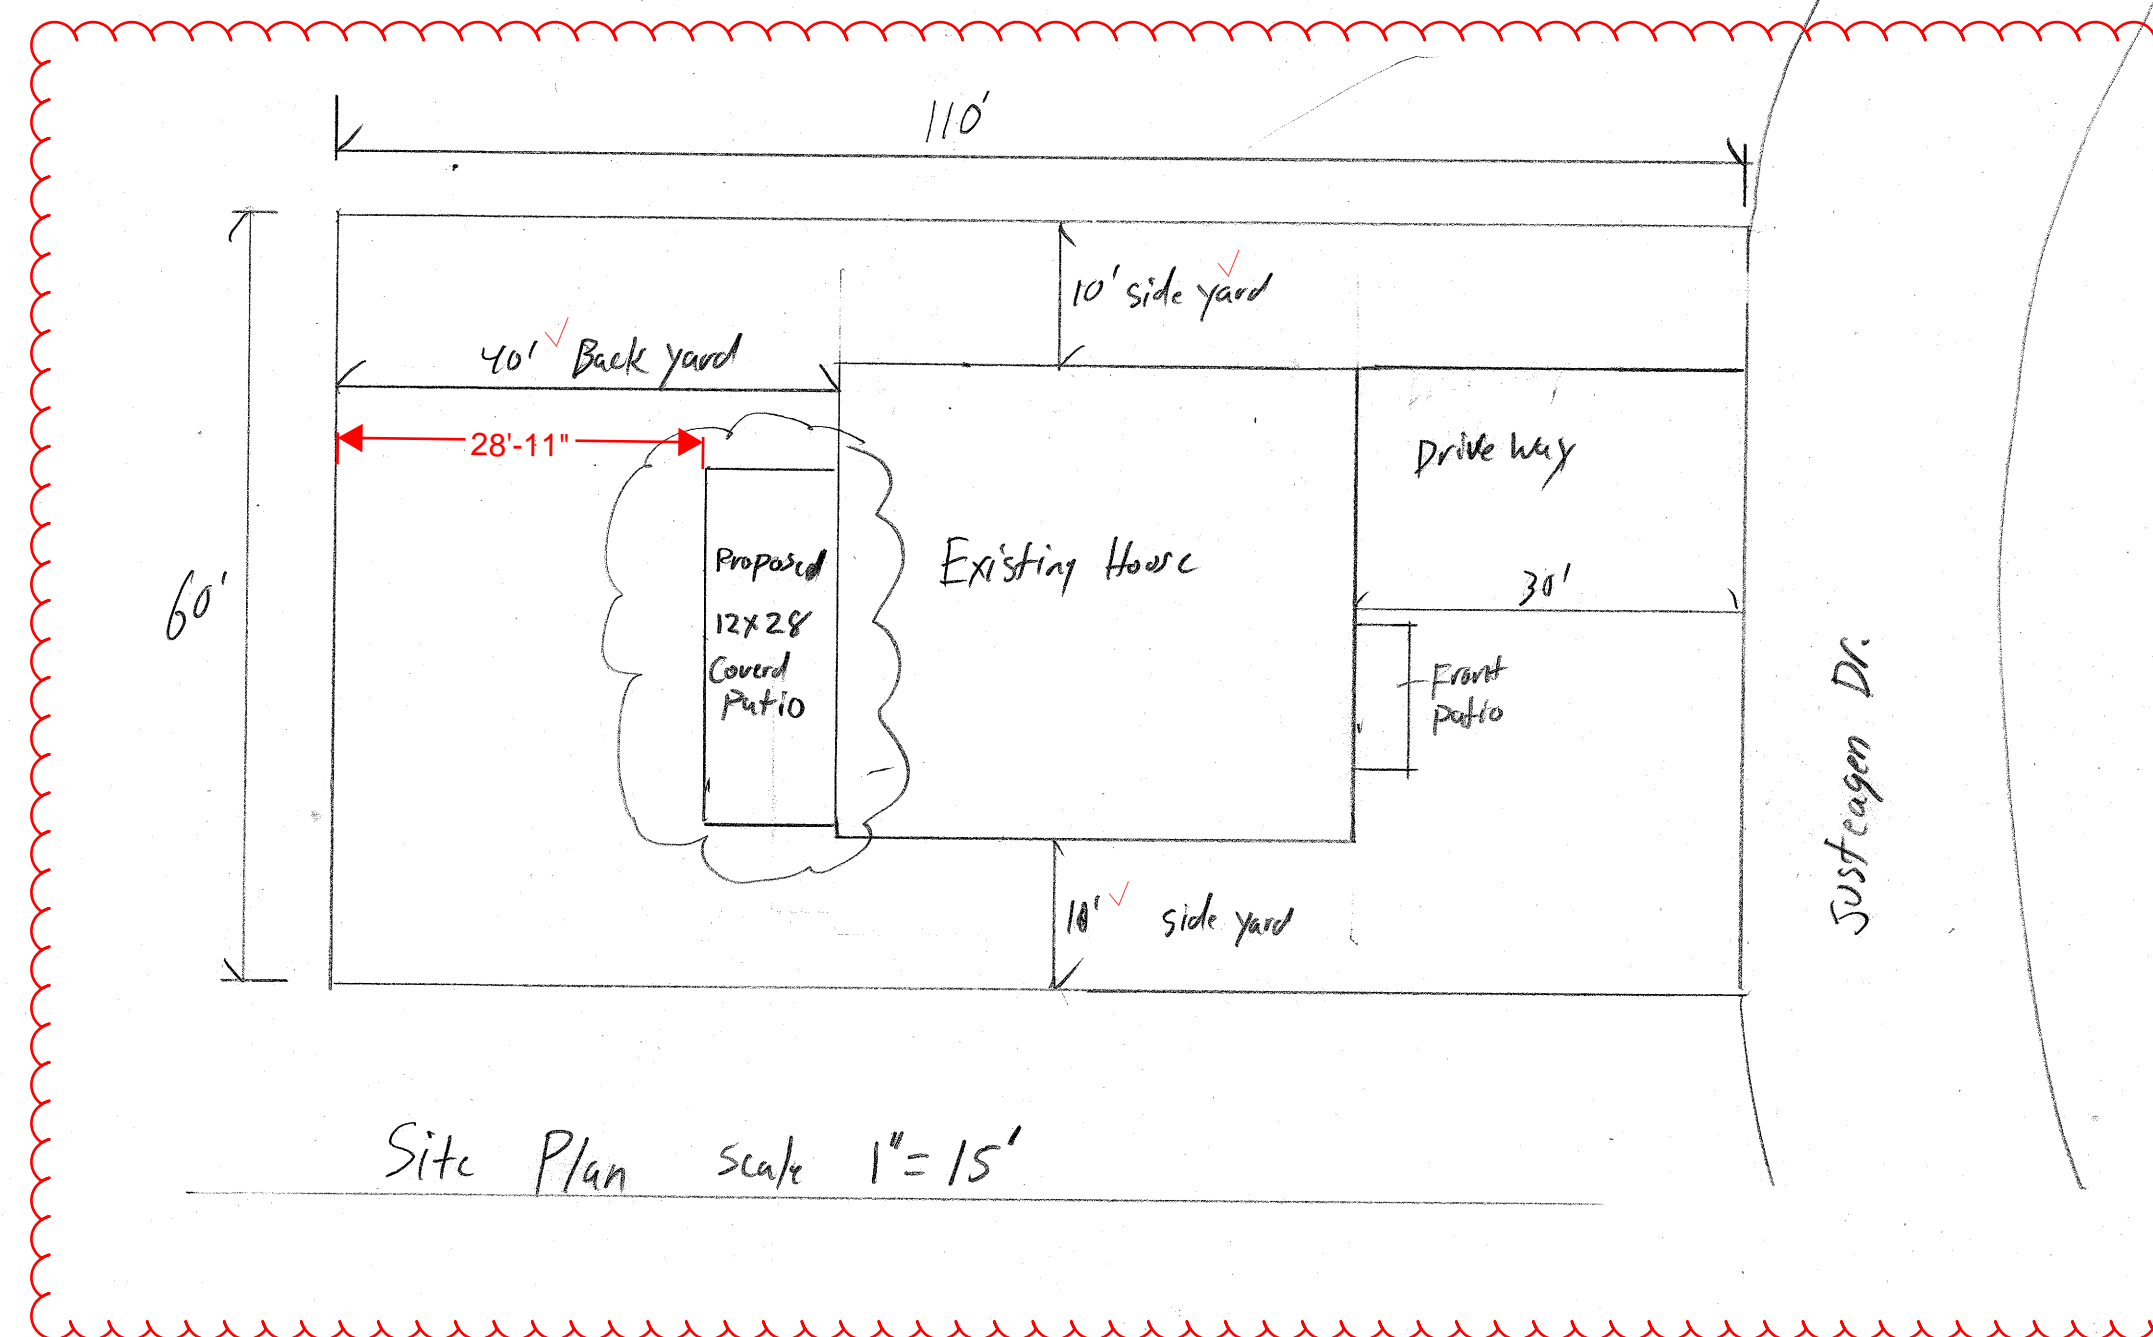 110'
10' side yard
40' Back yard
28'-11"
Drive Way
Proposed
12x28
Coverd
Patio
Existing House
30'
60'
Front
patio
Justeagen Dr.
10' side yard
Site Plan scale 1"=15'